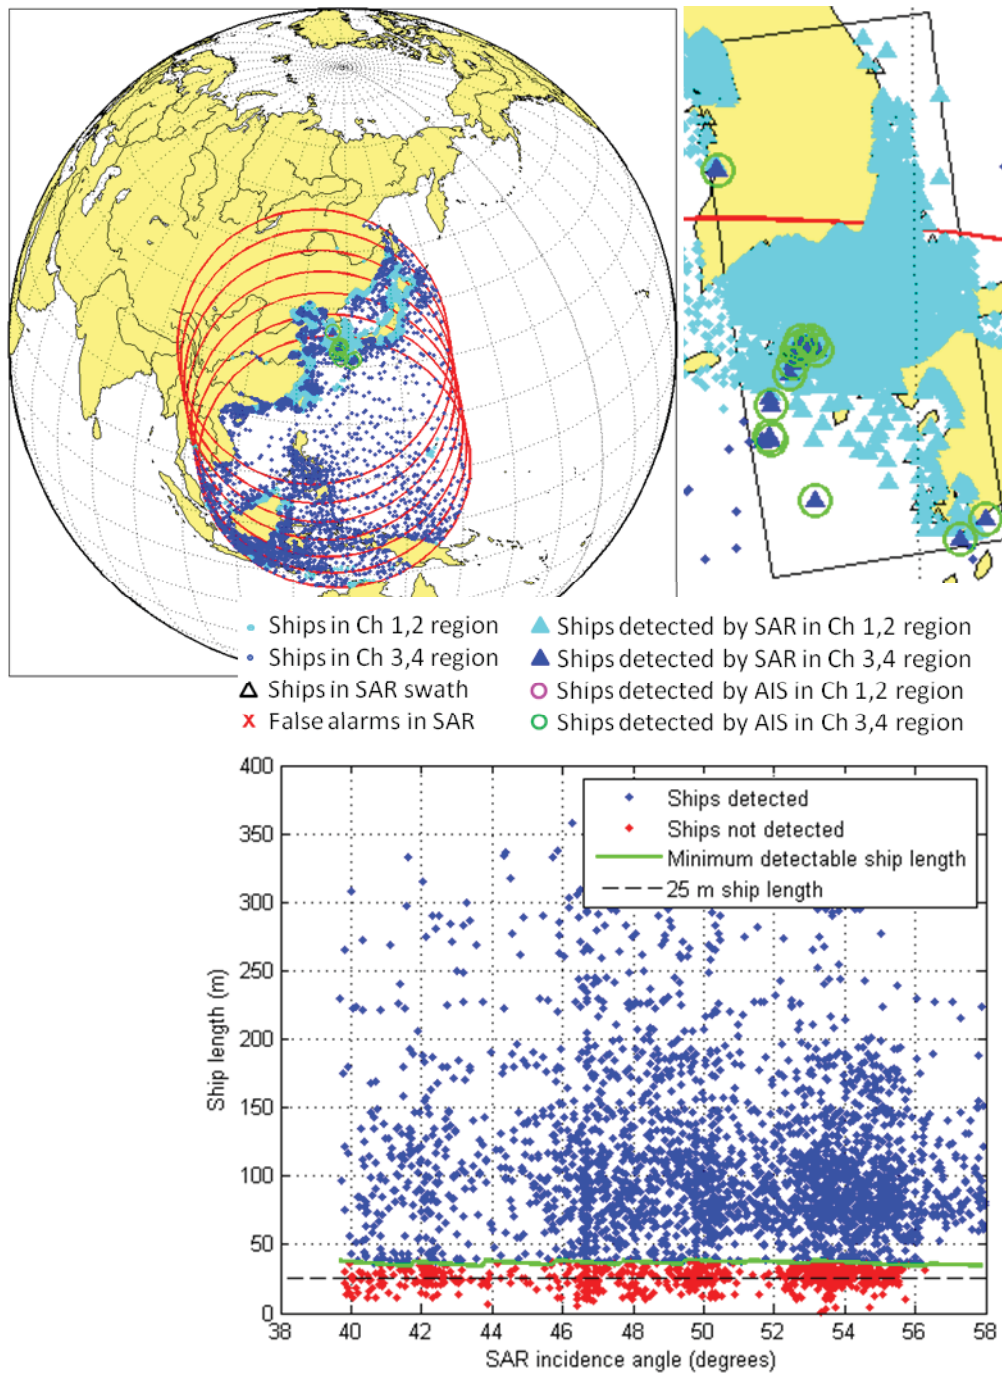 Ships in Ch 1,2 region
Ships in Ch 3,4 region
Ships in SAR swath
x False alarms in SAR
Ships detected by SAR in Ch 1,2 region
Ships detected by SAR in Ch 3,4 region
Ships detected by AIS in Ch 1,2 region
Ships detected by AIS in Ch 3,4 region
400
350
300
250
200
150
100
50
0
Ship length (m)
Ships detected
Ships not detected
Minimum detectable ship length
25 m ship length
38 40 42 44 46 48 50 52 54 56 58
SAR incidence angle (degrees)